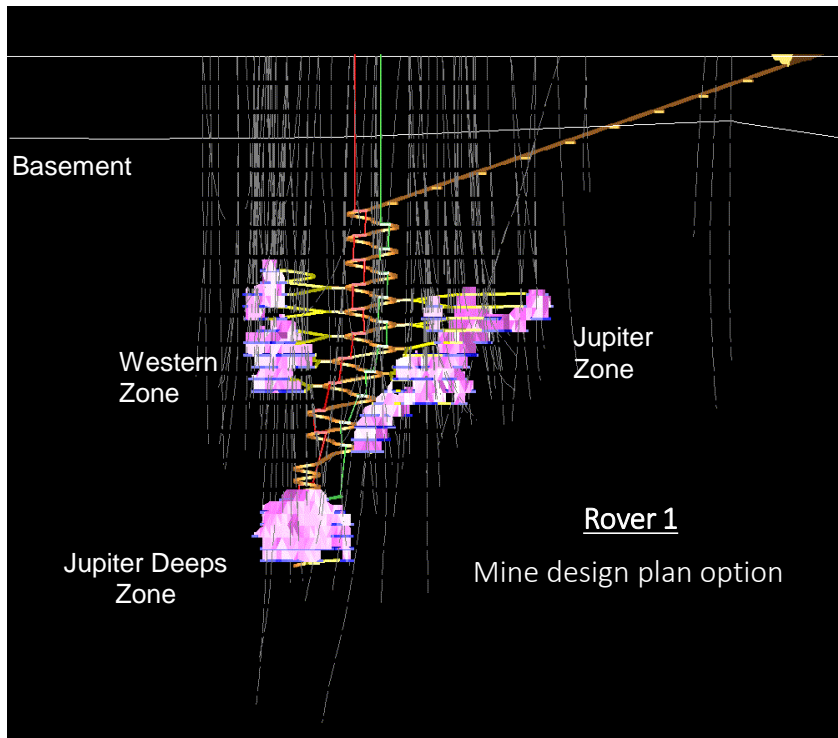 Basement
Western
Zone
Jupiter
Zone
Jupiter Deeps
Zone
Rover 1
Mine design plan option